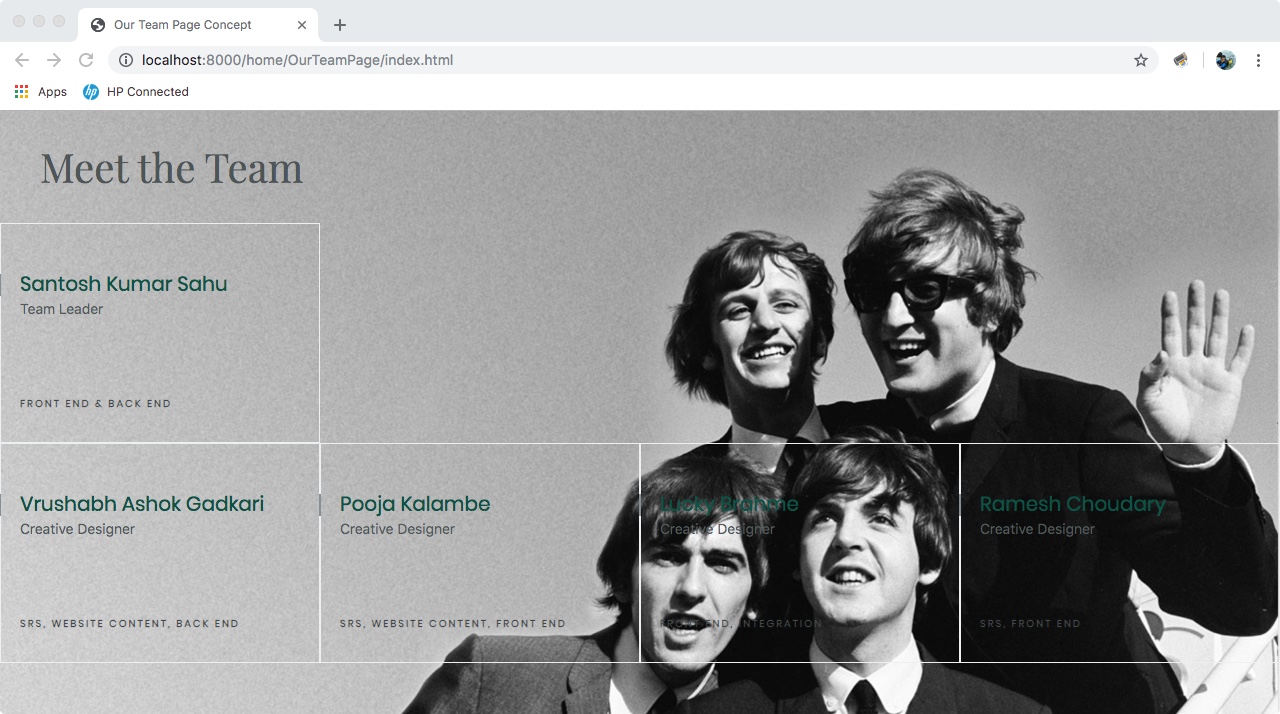 Our Team Page Concept
localhost:8000/home/OurTeamPage/index.html
Apps
hp
HP Connected
Meet the Team
Santosh Kumar Sahu
Team Leader
FRONT END & BACK END
Vrushabh Ashok Gadkari
Creative Designer
SRS, WEBSITE CONTENT, BACK END
Pooja Kalambe
Creative Designer
SRS, WEBSITE CONTENT, FRONT END
Lucky Brahme
Creative Designer
FRONT END, INTEGRATION
Ramesh Choudary
Creative Designer
SRS, FRONT END